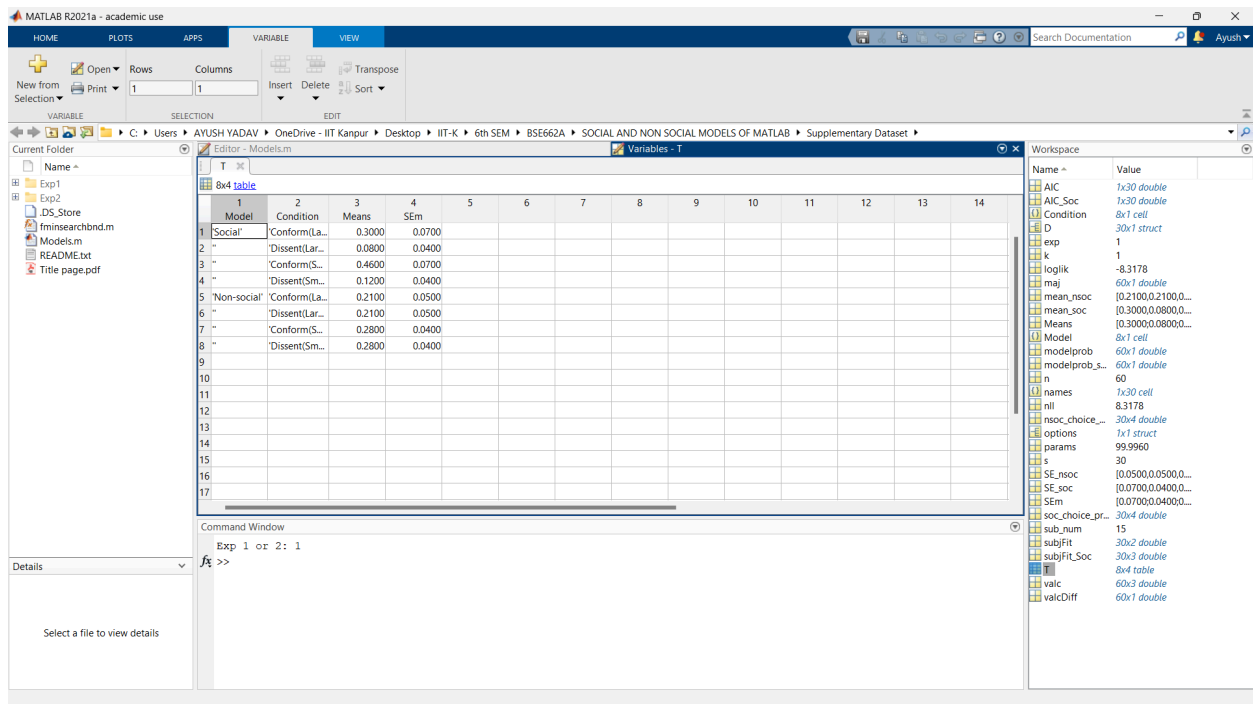 MATLAB R2021a - academic use
HOME PLOTS APPS VARIABLE VIEW
Search Documentation Ayush
New from Selection
Open
Print
Rows
1
Columns
1
Insert Delete
Transpose
Sort
VARIABLE SELECTION EDIT
C: Users AYUSH YADAV OneDrive - IIT Kanpur Desktop IIT-K 6th SEM BSE662A SOCIAL AND NON SOCIAL MODELS OF MATLAB Supplementary Dataset
Current Folder
Name
Exp1
Exp2
.DS_Store
fminsearchbnd.m
Models.m
README.txt
Title page.pdf
Details
Select a file to view details
Editor - Models.m
Variables - T
T
8x4 table
1 2 3 4 5 6 7 8 9 10 11 12 13 14
Model Condition Means SEm
1 'Social' 'Conform(La... 0.3000 0.0700
2 '' 'Dissent(Lar... 0.0800 0.0400
3 '' 'Conform(S... 0.4600 0.0700
4 '' 'Dissent(Sm... 0.1200 0.0400
5 'Non-social' 'Conform(La... 0.2100 0.0500
6 '' 'Dissent(Lar... 0.2100 0.0500
7 '' 'Conform(S... 0.2800 0.0400
8 '' 'Dissent(Sm... 0.2800 0.0400
9
10
11
12
13
14
15
16
17
Command Window
Exp 1 or 2: 1
fx >>
Workspace
Name Value
AIC 1x30 double
AIC_Soc 1x30 double
Condition 8x1 cell
D 30x1 struct
exp 1
k 1
loglik -8.3178
maj 60x1 double
mean_nsoc [0.2100,0.2100,0....
mean_soc [0.3000,0.0800,0....
Means [0.3000;0.0800;0....
Model 8x1 cell
modelprob 60x1 double
modelprob_s... 60x1 double
n 60
names 1x30 cell
nll 8.3178
nsoc_choice_... 30x4 double
options 1x1 struct
params 99.9960
s 30
SE_nsoc [0.0500,0.0500,0....
SE_soc [0.0700,0.0400,0....
SEm [0.0700;0.0400;0....
soc_choice_pr... 30x4 double
sub_num 15
subjFit 30x2 double
subjFit_Soc 30x3 double
T 8x4 table
valc 60x3 double
valcDiff 60x1 double